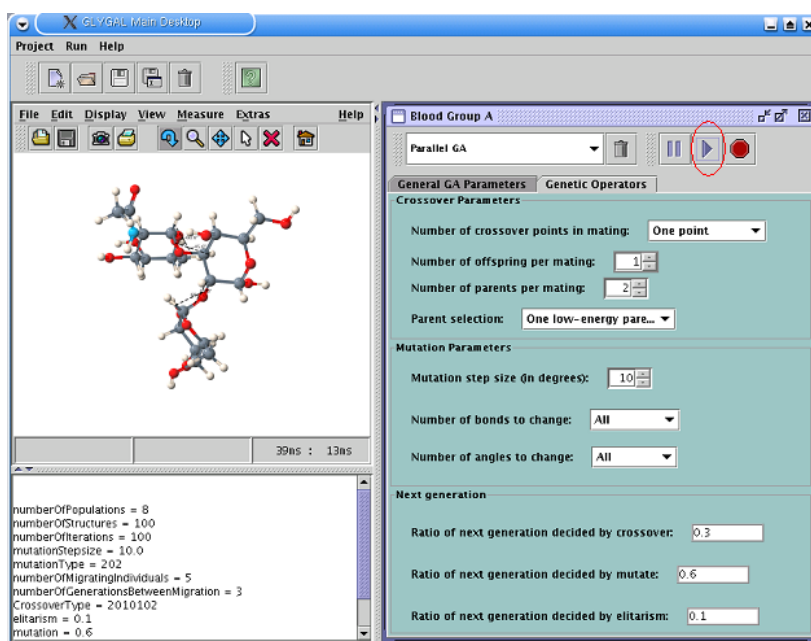 GLYGAL Main Desktop
Project Run Help
File Edit Display View Measure Extras Help
39ms : 13ms
numberOfPopulations = 8
numberOfStructures = 100
numberOfIterations = 100
mutationStepsize = 10.0
mutationType = 202
numberOfMigratingIndividuals = 5
numberOfGenerationsBetweenMigration = 3
CrossoverType = 2010102
elitarism = 0.1
mutation = 0.6
Blood Group A
Parallel GA
General GA Parameters Genetic Operators
Crossover Parameters
Number of crossover points in mating: One point
Number of offspring per mating: 1
Number of parents per mating: 2
Parent selection: One low-energy pare...
Mutation Parameters
Mutation step size (in degrees): 10
Number of bonds to change: All
Number of angles to change: All
Next generation
Ratio of next generation decided by crossover: 0.3
Ratio of next generation decided by mutate: 0.6
Ratio of next generation decided by elitarism: 0.1